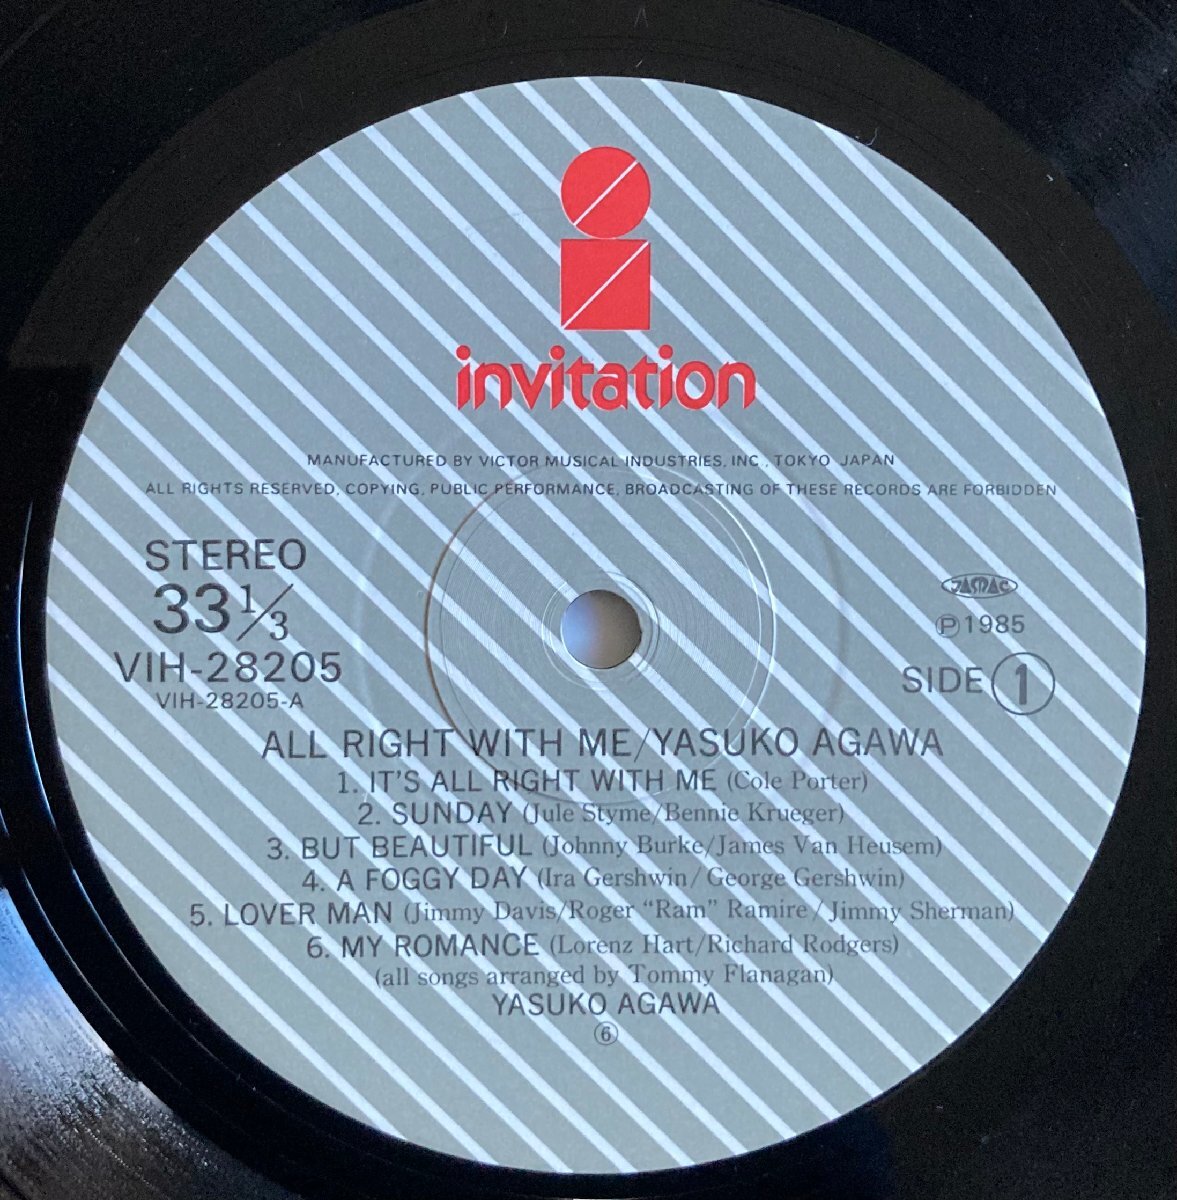 invitation
MANUFACTURED BY VICTOR MUSICAL INDUSTRIES, INC., TOKYO JAPAN
ALL RIGHTS RESERVED, COPYING, PUBLIC PERFORMANCE, BROADCASTING OF THESE RECORDS ARE FORBIDDEN
STEREO
33 1/3
VIH-28205
VIH-28205-A
JASRAC
Ⓟ1985
SIDE ①
ALL RIGHT WITH ME/YASUKO AGAWA
1. IT'S ALL RIGHT WITH ME (Cole Porter)
2. SUNDAY (Jule Styme/Bennie Krueger)
3. BUT BEAUTIFUL (Johnny Burke/James Van Heusem)
4. A FOGGY DAY (Ira Gershwin/George Gershwin)
5. LOVER MAN (Jimmy Davis/Roger "Ram" Ramire/Jimmy Sherman)
6. MY ROMANCE (Lorenz Hart/Richard Rodgers)
(all songs arranged by Tommy Flanagan)
YASUKO AGAWA
⑥